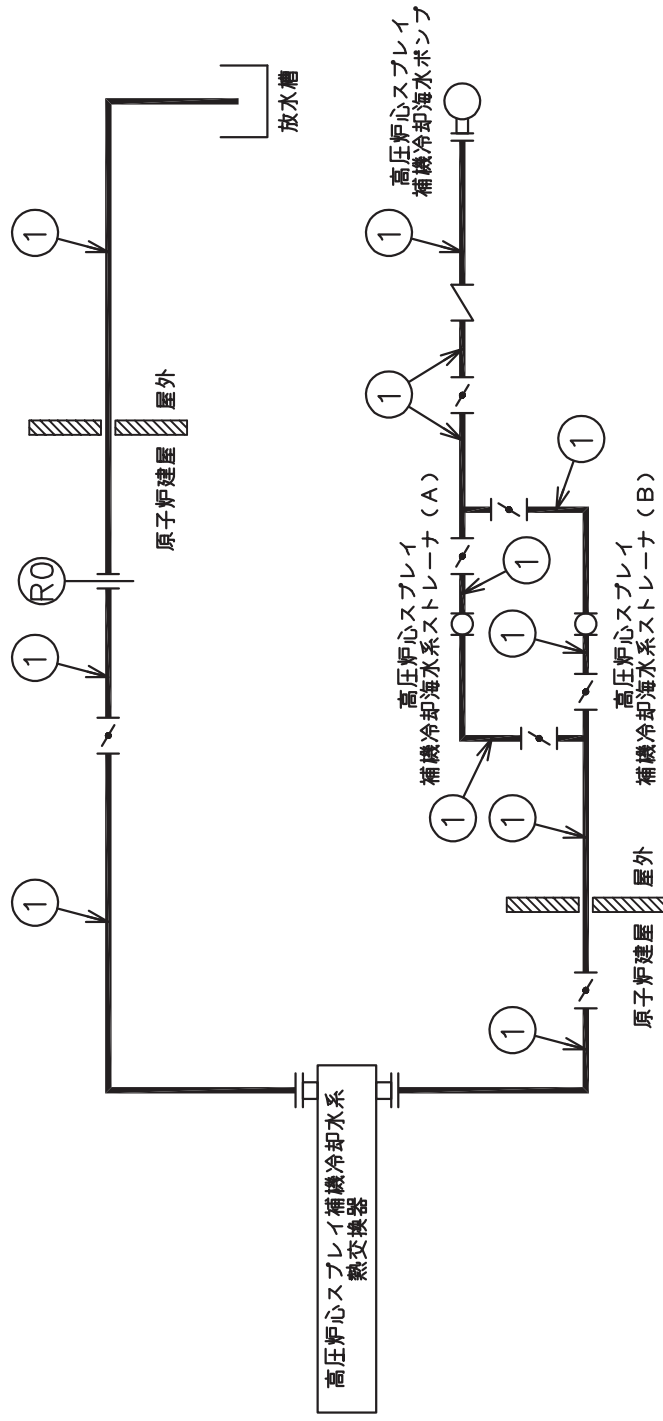 ①
放水槽
屋外
原子炉建屋
RO
①
①
高圧炉心スプレイ補機冷却水系
熱交換器
高圧炉心スプレイ
補機冷却海水ポンプ
①
①
①
高圧炉心スプレイ
補機冷却海水系ストレーナ（A）
①
①
①
高圧炉心スプレイ
補機冷却海水系ストレーナ（B）
①
屋外
原子炉建屋
①